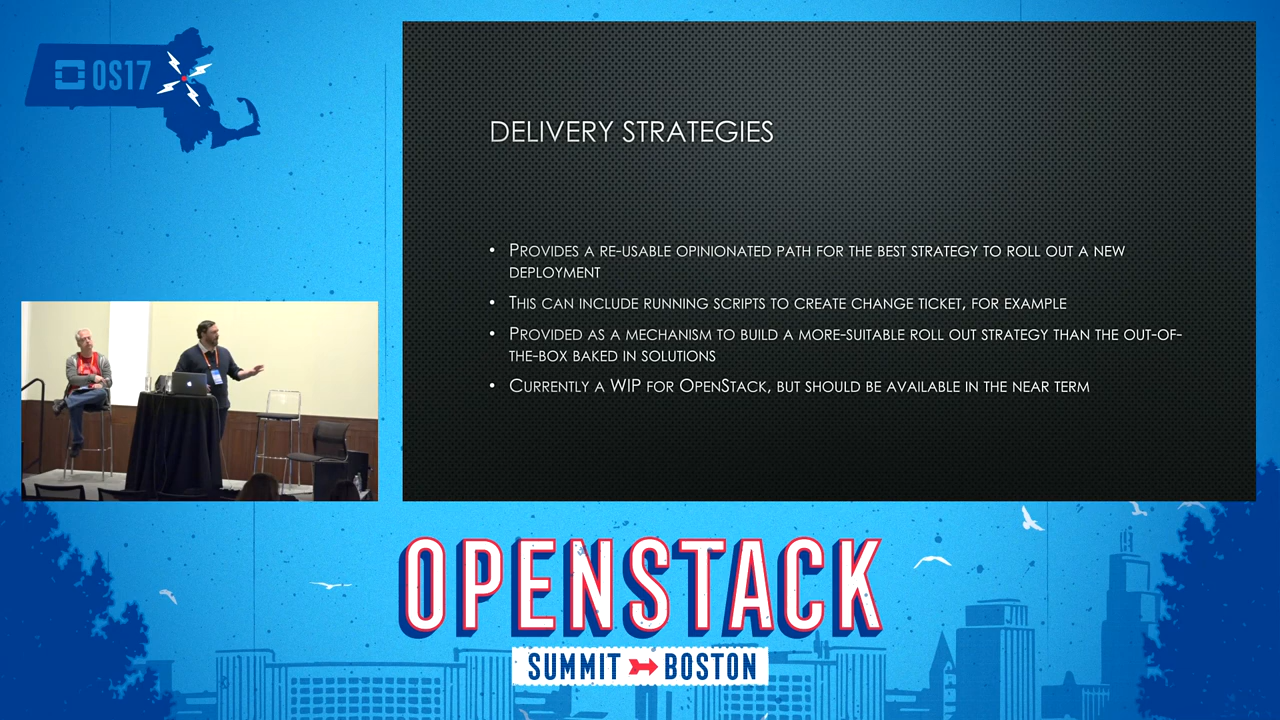 OS17
DELIVERY STRATEGIES
• PROVIDES A RE-USABLE OPINIONATED PATH FOR THE BEST STRATEGY TO ROLL OUT A NEW
DEPLOYMENT
• THIS CAN INCLUDE RUNNING SCRIPTS TO CREATE CHANGE TICKET, FOR EXAMPLE
• PROVIDED AS A MECHANISM TO BUILD A MORE-SUITABLE ROLL OUT STRATEGY THAN THE OUT-OF-
THE-BOX BAKED IN SOLUTIONS
• CURRENTLY A WIP FOR OPENSTACK, BUT SHOULD BE AVAILABLE IN THE NEAR TERM
OPENSTACK
SUMMIT BOSTON